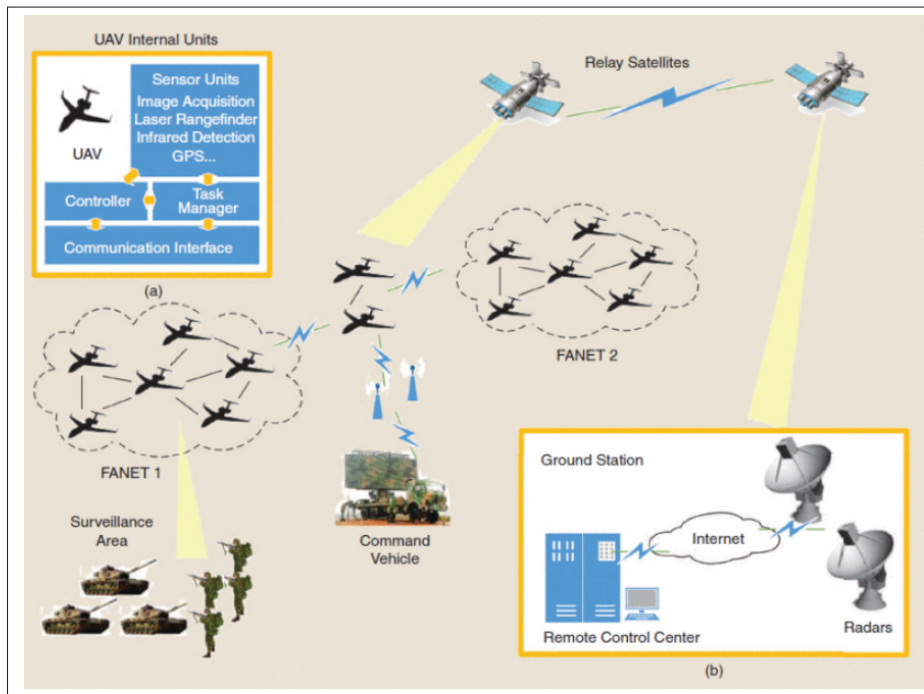 UAV Internal Units
Sensor Units
Image Acquisition
Laser Rangefinder
Infrared Detection
GPS...
UAV
Controller
Task
Manager
Communication Interface
(a)
Relay Satellites
FANET 2
FANET 1
Surveillance
Area
Command
Vehicle
Ground Station
Internet
Remote Control Center
Radars
(b)